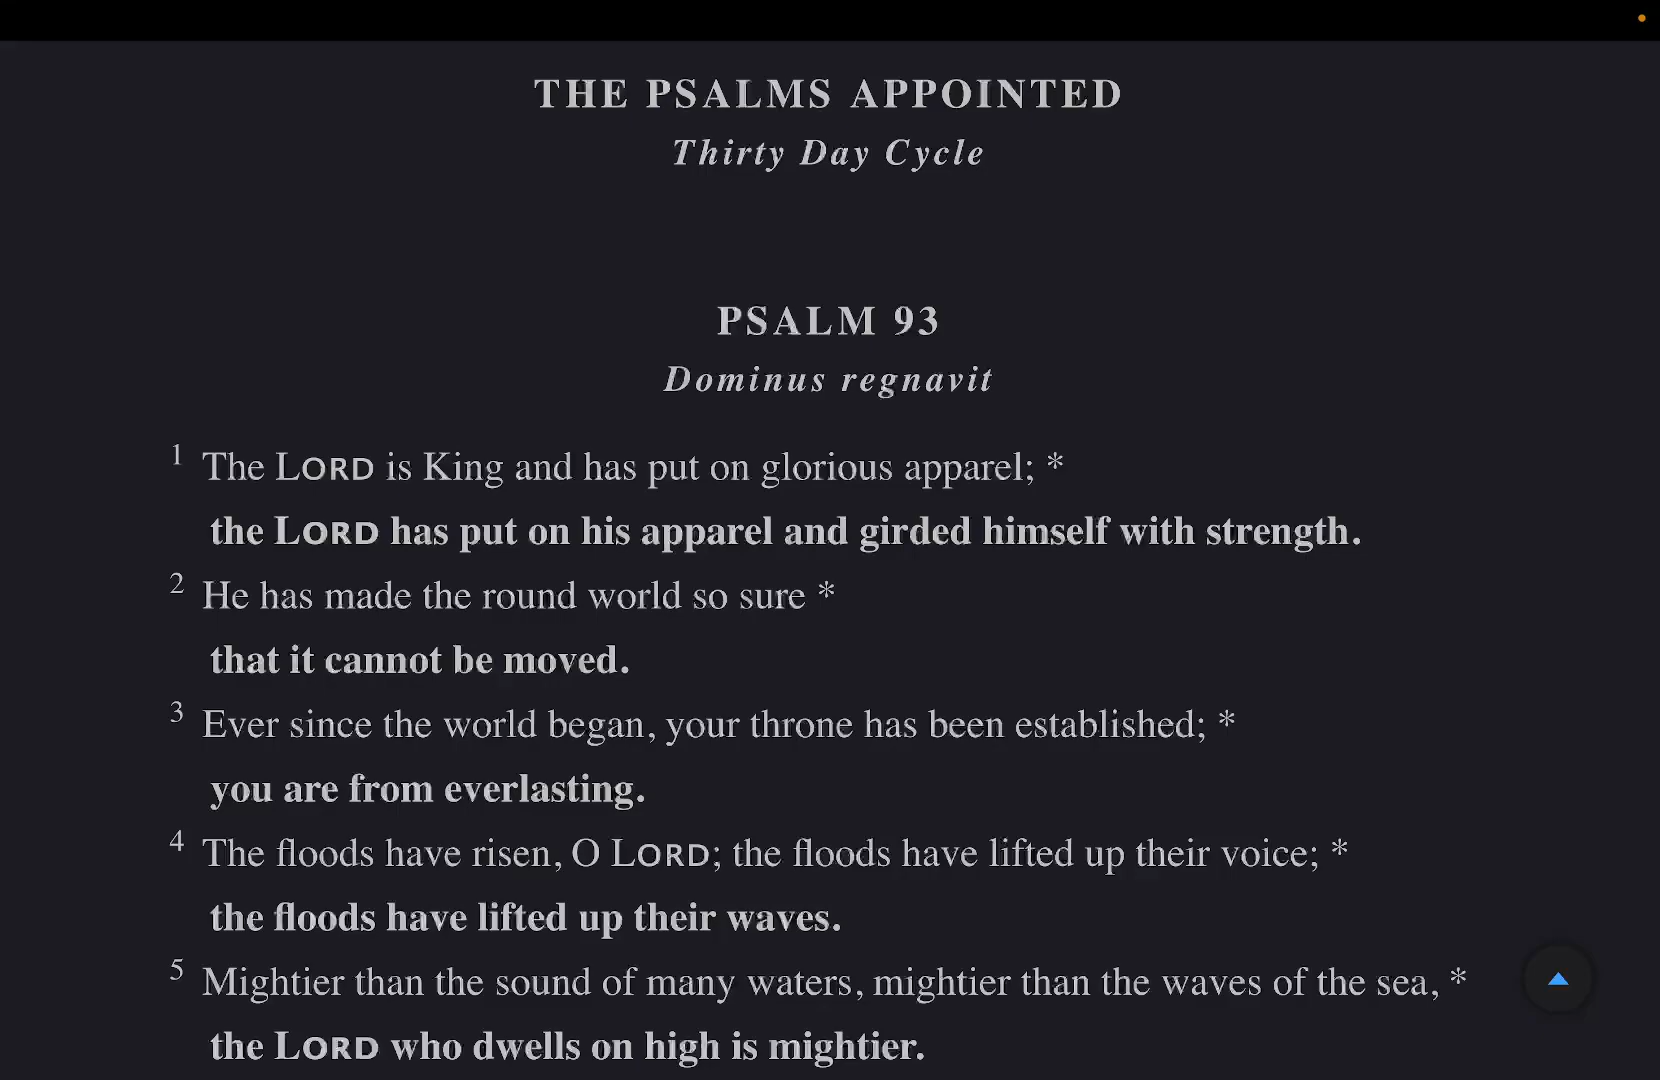 THE PSALMS APPOINTED
Thirty Day Cycle
PSALM 93
Dominus regnavit
1 The LORD is King and has put on glorious apparel; *
the LORD has put on his apparel and girded himself with strength.
2 He has made the round world so sure *
that it cannot be moved.
3 Ever since the world began, your throne has been established; *
you are from everlasting.
4 The floods have risen, O LORD; the floods have lifted up their voice; *
the floods have lifted up their waves.
5 Mightier than the sound of many waters, mightier than the waves of the sea, *
the LORD who dwells on high is mightier.